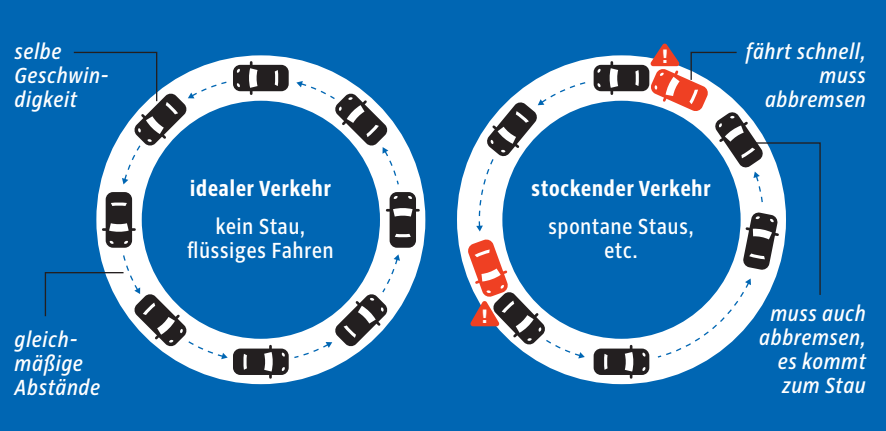 selbe
Geschwin-
digkeit
idealer Verkehr
kein Stau,
flüssiges Fahren
gleich-
mäßige
Abstände
fährt schnell,
muss
abbremsen
!
stockender Verkehr
spontane Staus,
etc.
!
muss auch
abbremsen,
es kommt
zum Stau